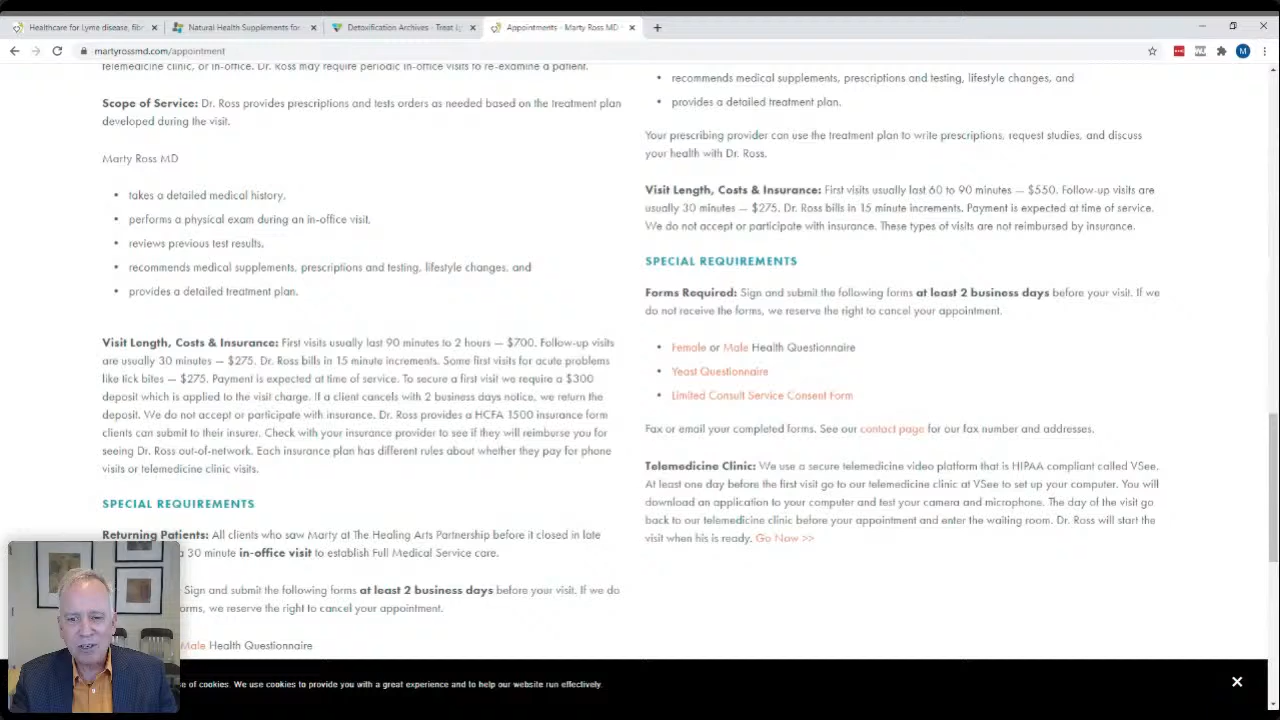 Healthcare for Lyme disease, fib
Natural Health Supplements for
Detoxification Archives - Treat Ly
Appointments - Marty Ross MD
martyrossmd.com/appointment
telemedicine clinic, or in-office. Dr. Ross may require periodic in-office visits to re-examine a patient.
Scope of Service: Dr. Ross provides prescriptions and tests orders as needed based on the treatment plan
developed during the visit.
Marty Ross MD
• takes a detailed medical history,
• performs a physical exam during an in-office visit,
• reviews previous test results,
• recommends medical supplements, prescriptions and testing, lifestyle changes, and
• provides a detailed treatment plan.
Visit Length, Costs & Insurance: First visits usually last 90 minutes to 2 hours — $700. Follow-up visits
are usually 30 minutes — $275. Dr. Ross bills in 15 minute increments. Some first visits for acute problems
like tick bites — $275. Payment is expected at time of service. To secure a first visit we require a $300
deposit which is applied to the visit charge. If a client cancels with 2 business days notice, we return the
deposit. We do not accept or participate with insurance. Dr. Ross provides a HCFA 1500 insurance form
clients can submit to their insurer. Check with your insurance provider to see if they will reimburse you for
seeing Dr. Ross out-of-network. Each insurance plan has different rules about whether they pay for phone
visits or telemedicine clinic visits.
SPECIAL REQUIREMENTS
Returning Patients: All clients who saw Marty at The Healing Arts Partnership before it closed in late
a 30 minute in-office visit to establish Full Medical Service care.
Sign and submit the following forms at least 2 business days before your visit. If we do
orms, we reserve the right to cancel your appointment.
Male Health Questionnaire
• recommends medical supplements, prescriptions and testing, lifestyle changes, and
• provides a detailed treatment plan.
Your prescribing provider can use the treatment plan to write prescriptions, request studies, and discuss
your health with Dr. Ross.
Visit Length, Costs & Insurance: First visits usually last 60 to 90 minutes — $550. Follow-up visits are
usually 30 minutes — $275. Dr. Ross bills in 15 minute increments. Payment is expected at time of service.
We do not accept or participate with insurance. These types of visits are not reimbursed by insurance.
SPECIAL REQUIREMENTS
Forms Required: Sign and submit the following forms at least 2 business days before your visit. If we
do not receive the forms, we reserve the right to cancel your appointment.
• Female or Male Health Questionnaire
• Yeast Questionnaire
• Limited Consult Service Consent Form
Fax or email your completed forms. See our contact page for our fax number and addresses.
Telemedicine Clinic: We use a secure telemedicine video platform that is HIPAA compliant called VSee.
At least one day before the first visit go to our telemedicine clinic at VSee to set up your computer. You will
download an application to your computer and test your camera and microphone. The day of the visit go
back to our telemedicine clinic before your appointment and enter the waiting room. Dr. Ross will start the
visit when his is ready. Go Now >>
se of cookies. We use cookies to provide you with a great experience and to help our website run effectively.